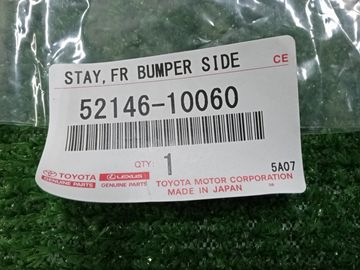 STAY, FR BUMPER SIDE CE
52146-10060
QTY: 1 5A07
TOYOTA LEXUS TOYOTA MOTOR CORPORATION
GENUINE PARTS GENUINE PARTS MADE IN JAPAN